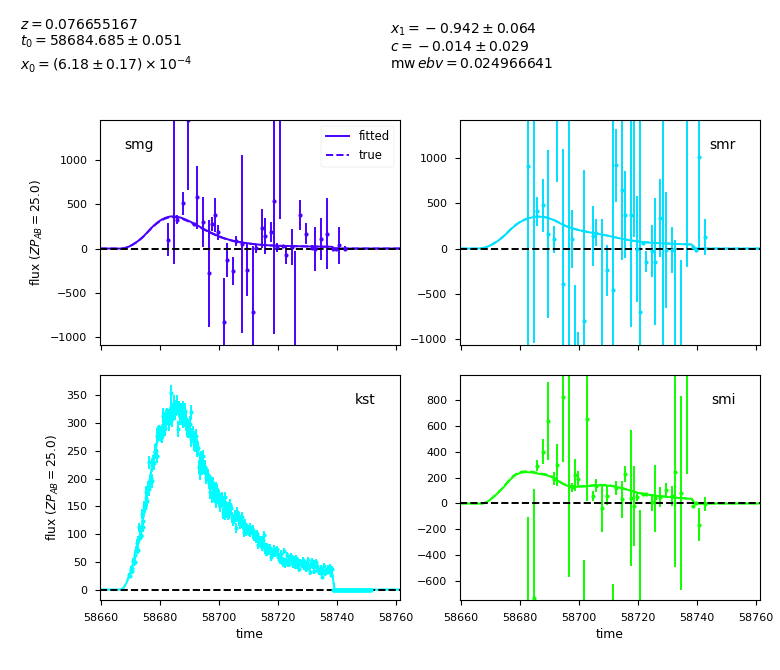 z = 0.076655167
t₀ = 58684.685 ± 0.051
x₀ = (6.18 ± 0.17) × 10⁻⁴
x₁ = −0.942 ± 0.064
c = −0.014 ± 0.029
mw ebv = 0.024966641
smg
fitted
true
1000
500
0
−500
−1000
flux (ZP_AB = 25.0)
smr
1000
500
0
−500
−1000
kst
350
300
250
200
150
100
50
0
flux (ZP_AB = 25.0)
58660 58680 58700 58720 58740 58760
time
smi
800
600
400
200
0
−200
−400
−600
58660 58680 58700 58720 58740 58760
time